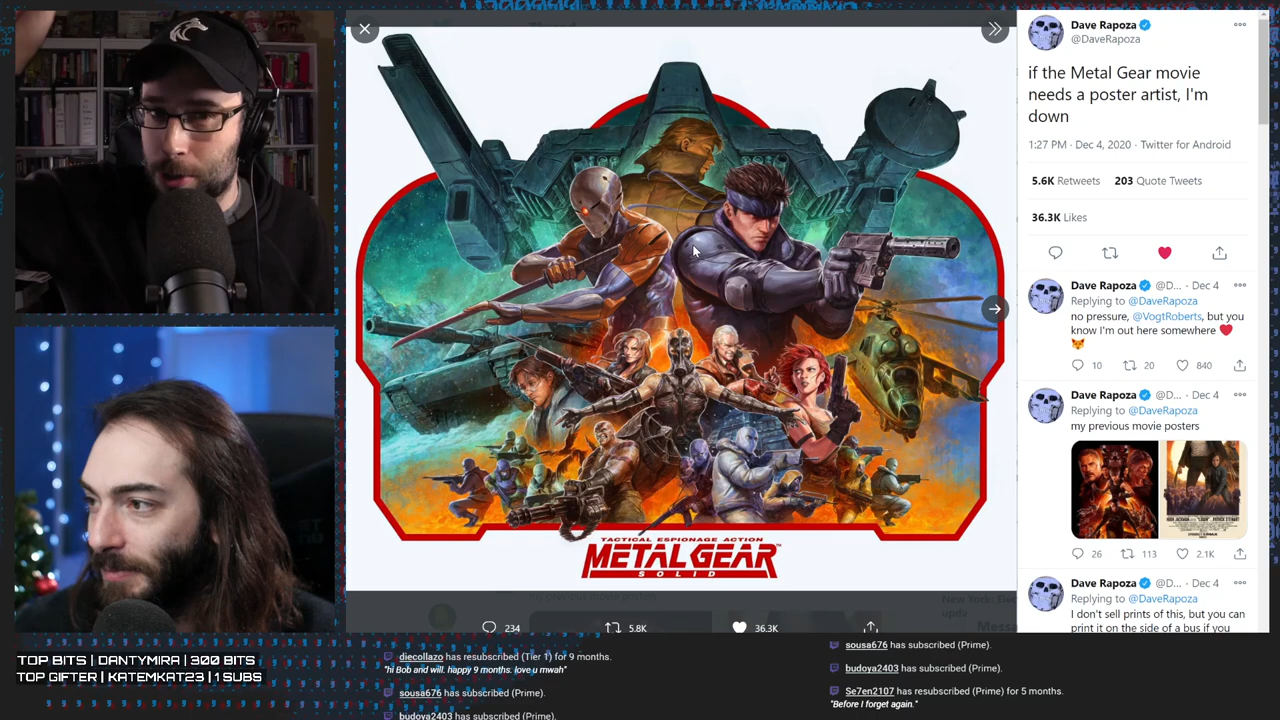 Dave Rapoza
@DaveRapoza
if the Metal Gear movie
needs a poster artist, I'm
down
1:27 PM · Dec 4, 2020 · Twitter for Android
5.6K Retweets 203 Quote Tweets
36.3K Likes
Dave Rapoza @D... · Dec 4
Replying to @DaveRapoza
no pressure, @VogtRoberts, but you
know I'm out here somewhere ❤️
🦊
10 20 840
Dave Rapoza @D... · Dec 4
Replying to @DaveRapoza
my previous movie posters
26 113 2.1K
Dave Rapoza @D... · Dec 4
Replying to @DaveRapoza
I don't sell prints of this, but you can
print it on the side of a bus if you
TACTICAL ESPIONAGE ACTION
METAL GEAR™
SOLID
234 5.8K 36.3K
TOP BITS | DANTYMIRA | 300 BITS
TOP GIFTER | KATEMKAT23 | 1 SUBS
diecollazo has resubscribed (Tier 1) for 9 months.
"hi Bob and will. happy 9 months. love u mwah"
sousa676 has subscribed (Prime).
budoya2403 has subscribed (Prime).
sousa676 has subscribed (Prime).
budoya2403 has subscribed (Prime).
Se7en2107 has resubscribed (Prime) for 5 months.
"Before I forget again."